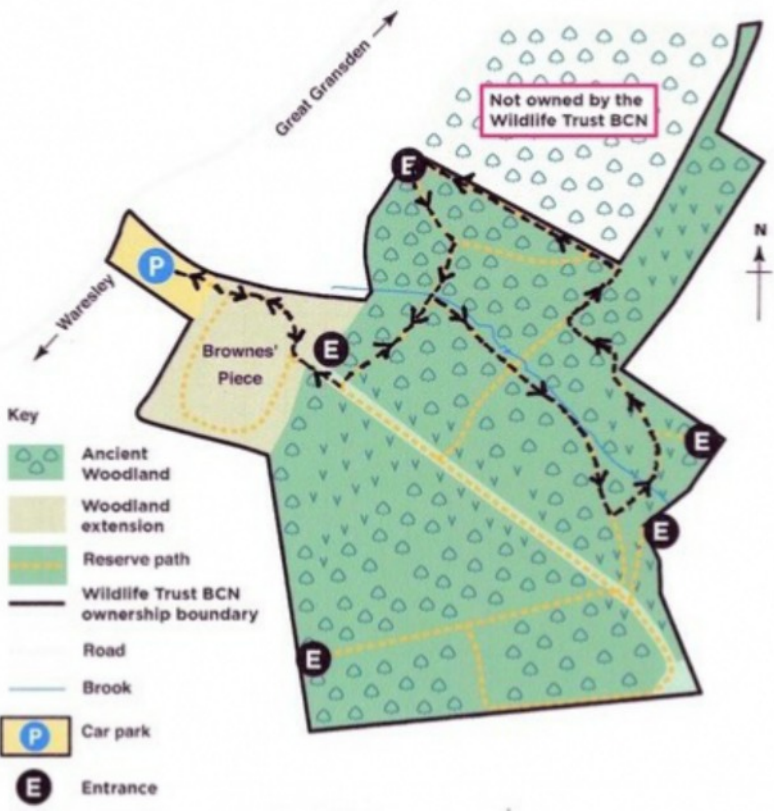 Great Gransden
Not owned by the
Wildlife Trust BCN
E
N
P
Waresley
Brownes'
Piece
E
E
E
E
Key
Ancient
Woodland
Woodland
extension
Reserve path
Wildlife Trust BCN
ownership boundary
Road
Brook
P
Car park
E
Entrance